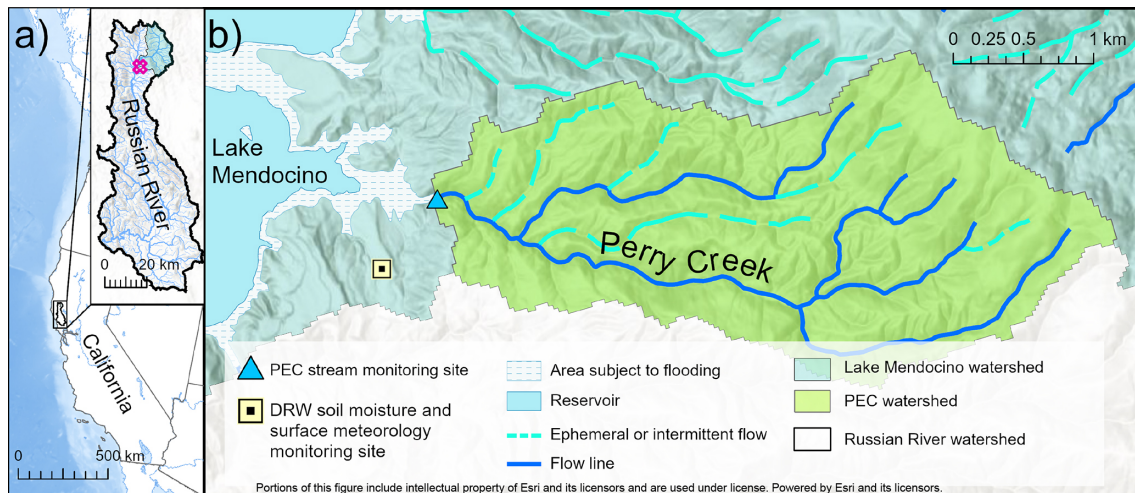 a)
Russian River
0 20 km
California
0 500 km
b)
0 0.25 0.5 1 km
Lake
Mendocino
Perry Creek
PEC stream monitoring site
DRW soil moisture and
surface meteorology
monitoring site
Area subject to flooding
Reservoir
Ephemeral or intermittent flow
Flow line
Lake Mendocino watershed
PEC watershed
Russian River watershed
Portions of this figure include intellectual property of Esri and its licensors and are used under license. Powered by Esri and its licensors.